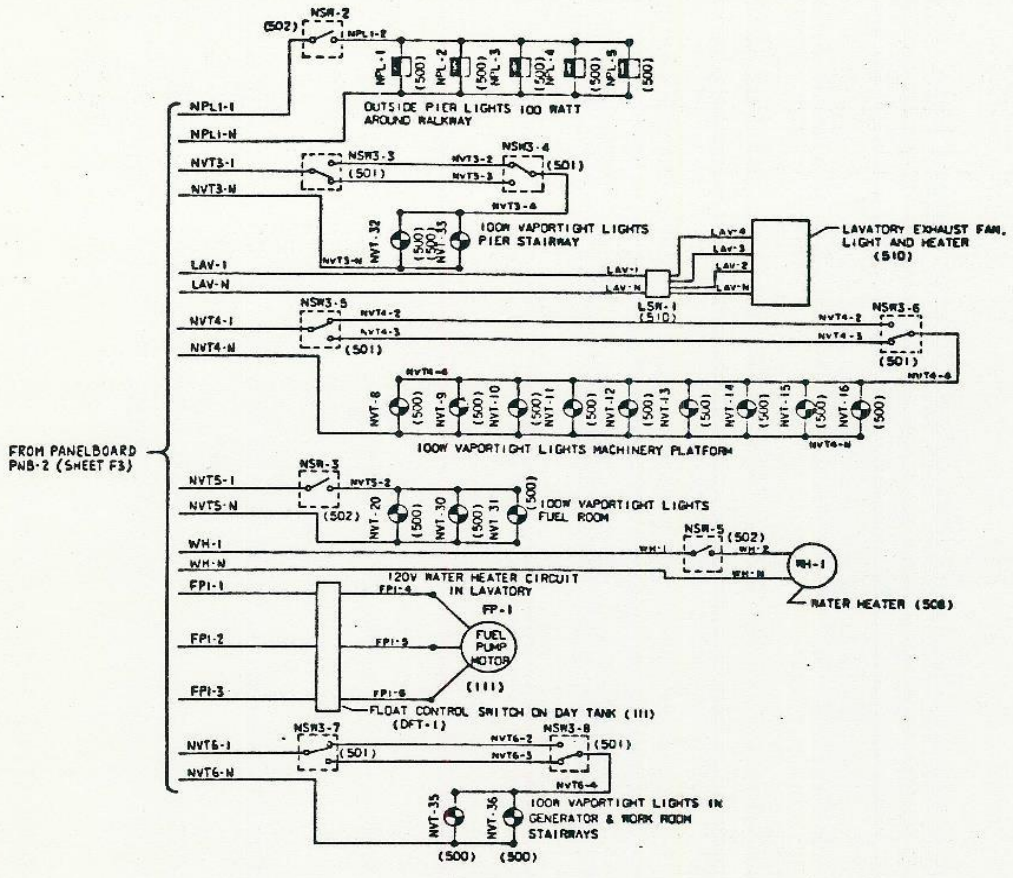 NSW-2
(502)
NPL1-2
NPL-1
(500)
NPL-2
(500)
NPL-3
(500)
NPL-4
(500)
NPL-5
(500)
NPL1-1
OUTSIDE PIER LIGHTS 100 WATT
AROUND WALKWAY
NPL1-N
NSW3-3
(501)
NVT3-2
NVT3-3
NSW3-4
(501)
NVT3-1
NVT3-N
NVT3-4
NVT-32
(500)
(500)
NVT-33
100W VAPORTIGHT LIGHTS
PIER STAIRWAY
NVT3-N
LAV-4
LAV-3
LAV-2
LAV-N
LAVATORY EXHAUST FAN,
LIGHT AND HEATER
(510)
LAV-1
LAV-1
LAV-N
LAV-N
LSW-1
(510)
NSW3-5
(501)
NVT4-2
NVT4-3
NVT4-2
NVT4-3
NSW3-6
(501)
NVT4-1
NVT4-N
NVT4-4
NVT4-4
NVT-8
(500)
NVT-9
(500)
NVT-10
(500)
NVT-11
(500)
NVT-12
(500)
NVT-13
(500)
NVT-14
(500)
NVT-15
(500)
NVT-16
(500)
NVT4-N
100W VAPORTIGHT LIGHTS MACHINERY PLATFORM
FROM PANELBOARD
PNB-2 (SHEET F3)
NSW-3
(502)
NVT5-1
NVT5-2
NVT5-N
NVT-20
(500)
NVT-30
(500)
NVT 31
(500)
100W VAPORTIGHT LIGHTS
FUEL ROOM
NSW-5
(502)
WH-1
WH-1
WH-2
WH-N
WH-N
WH-1
120V WATER HEATER CIRCUIT
IN LAVATORY
WATER HEATER (508)
FP1-1
FP1-4
FP-1
FP1-2
FP1-5
FUEL
PUMP
MOTOR
(111)
FP1-3
FP1-6
FLOAT CONTROL SWITCH ON DAY TANK (111)
(DFT-1)
NSW3-7
(501)
NVT6-2
NVT6-3
NSW3-8
(501)
NVT6-1
NVT6-N
NVT6-4
NVT-35
(500)
NVT-36
(500)
100W VAPORTIGHT LIGHTS IN
GENERATOR & WORK ROOM
STAIRWAYS